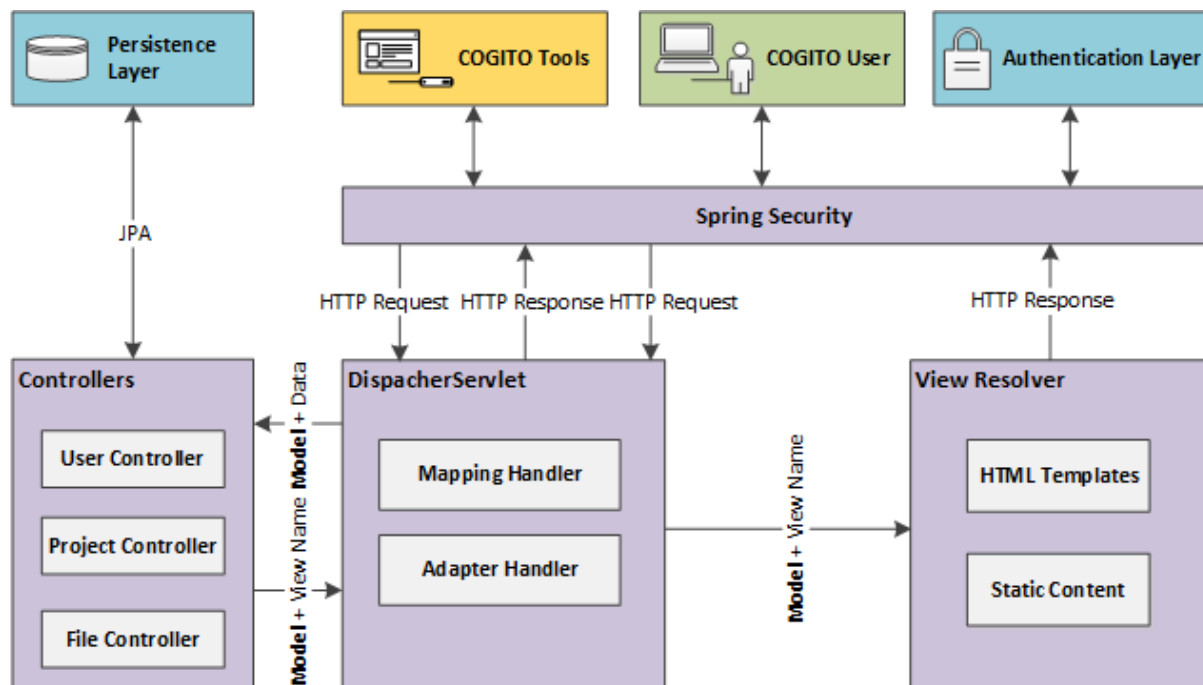 Persistence
Layer
COGITO Tools
COGITO User
Authentication Layer
Spring Security
JPA
HTTP Request
HTTP Response
HTTP Request
HTTP Response
Controllers
User Controller
Project Controller
File Controller
Model + Data
Model + View Name
DispacherServlet
Mapping Handler
Adapter Handler
Model + View Name
View Resolver
HTML Templates
Static Content